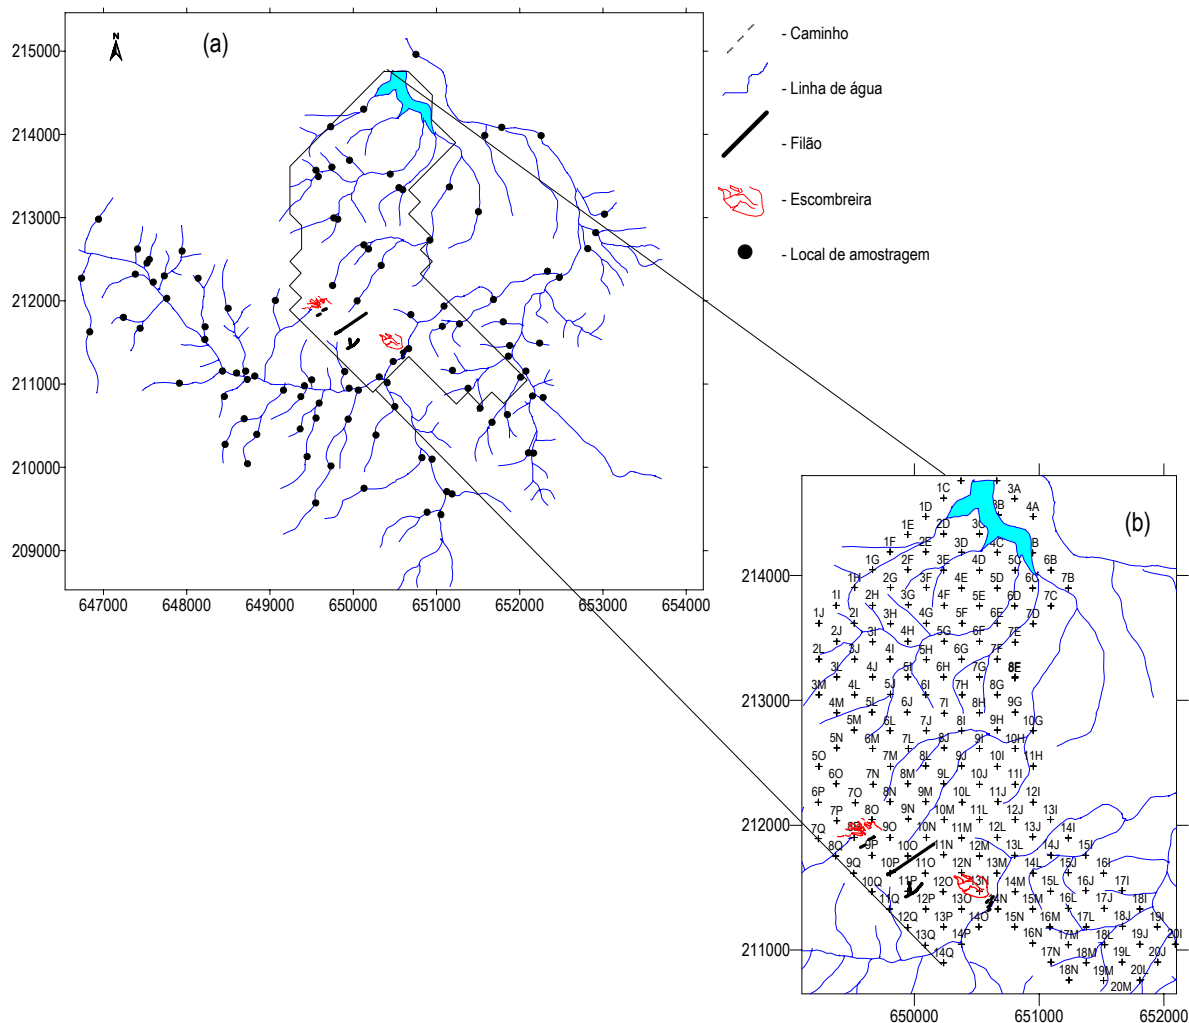 (a)
N
215000
214000
213000
212000
211000
210000
209000
647000 648000 649000 650000 651000 652000 653000 654000
- Caminho
- Linha de água
- Filão
- Escombreira
- Local de amostragem
(b)
1C 3A
1D 4A
1E 2D
1F 2E 3D 4C
1G 2F 3E 4D 5C 6B
1H 2G 3F 4E 5D 6C 7B
1I 2H 3G 4F 5E 6D 7C
1J 2I 3H 4G 5F 6E 7D
2J 3I 4H 5G 6F 7E
2L 3J 4I 5H 6G 7F
3L 4J 5I 6H 7G 8E
3M 4L 5J 6I 7H 8G
4M 5L 6J 7I 8H 9G
5M 6L 7J 8I 9H 10G
5N 6M 7L 8J 9I 10H
5O 7M 8L 9J 10I 11H
6O 7N 8M 9L 10J 11I
6P 7O 8N 9M 10L 11J 12I
7P 8O 9N 10M 11L 12J 13I
7Q 9O 10N 11M 12L 13J 14I
8Q 9P 10O 11N 12M 13L 14J 15I
9Q 10P 11O 12N 13M 14L 15J 16I
10Q 11P 12O 13N 14M 15L 16J 17I
11Q 12P 13O 14N 15M 16L 17J 18I
12Q 13P 14O 15N 16M 17L 18J 19I
13Q 14P 16N 17M 18L 19J 20I
14Q 17N 18M 19L 20J
18N 19M 20L
20M
214000
213000
212000
211000
650000 651000 652000